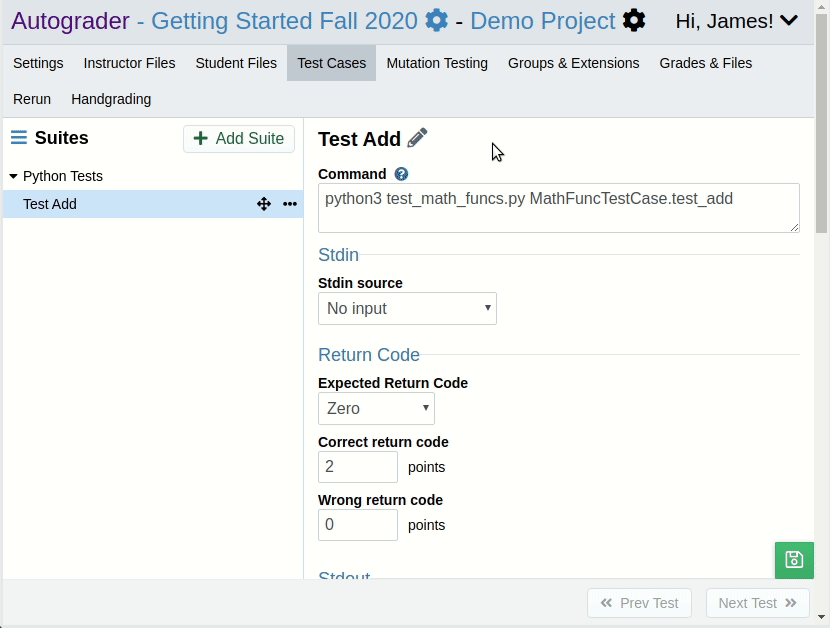 Autograder - Getting Started Fall 2020 - Demo Project Hi, James!
Settings Instructor Files Student Files Test Cases Mutation Testing Groups & Extensions Grades & Files
Rerun Handgrading
Suites
Add Suite
Python Tests
Test Add
Test Add
Command
python3 test_math_funcs.py MathFuncTestCase.test_add
Stdin
Stdin source
No input
Return Code
Expected Return Code
Zero
Correct return code
2 points
Wrong return code
0 points
Stdout
Prev Test Next Test